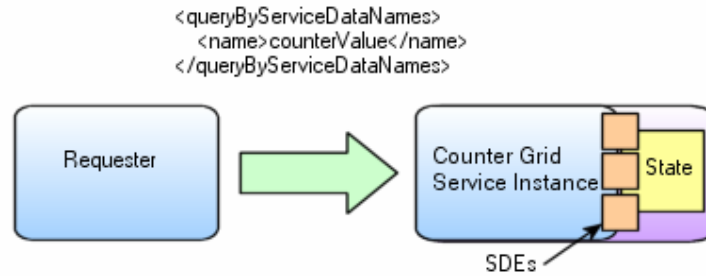 <queryByServiceDataNames>
<name>counterValue</name>
</queryByServiceDataNames>
Requester
Counter Grid
Service Instance
State
SDEs